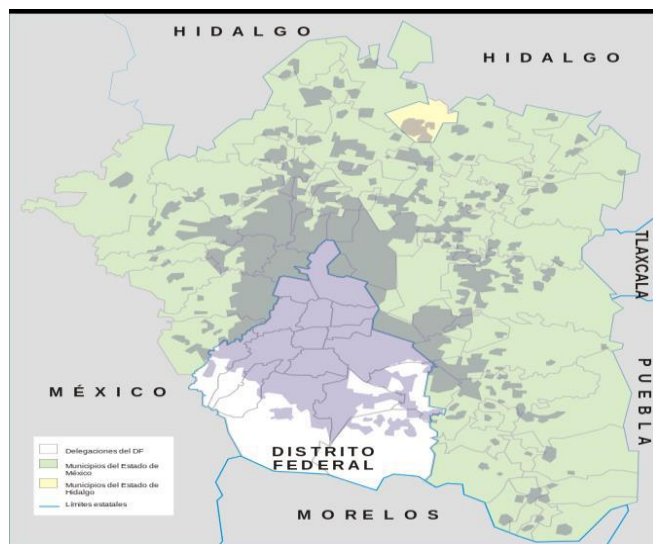 HIDALGO
HIDALGO
TLAXCALA
PUEBLA
MÉXICO
DISTRITO
FEDERAL
MORELOS
Delegaciones del DF
Municipios del Estado de
México
Municipios del Estado de
Hidalgo
Límites estatales